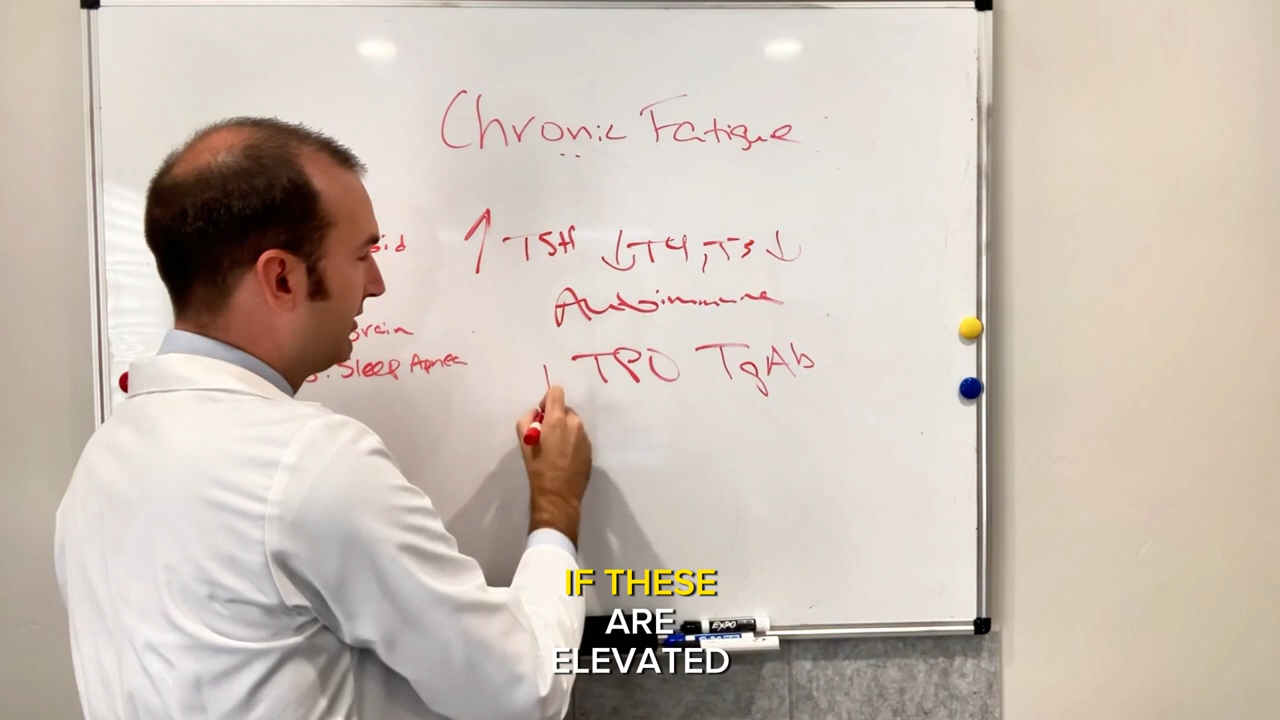 Chronic Fatigue
↑ TSH ↓T4, T3 ↓
Autoimmune
TPO TgAb
Sleep Apnea
EXPO
IF THESE
ARE
ELEVATED